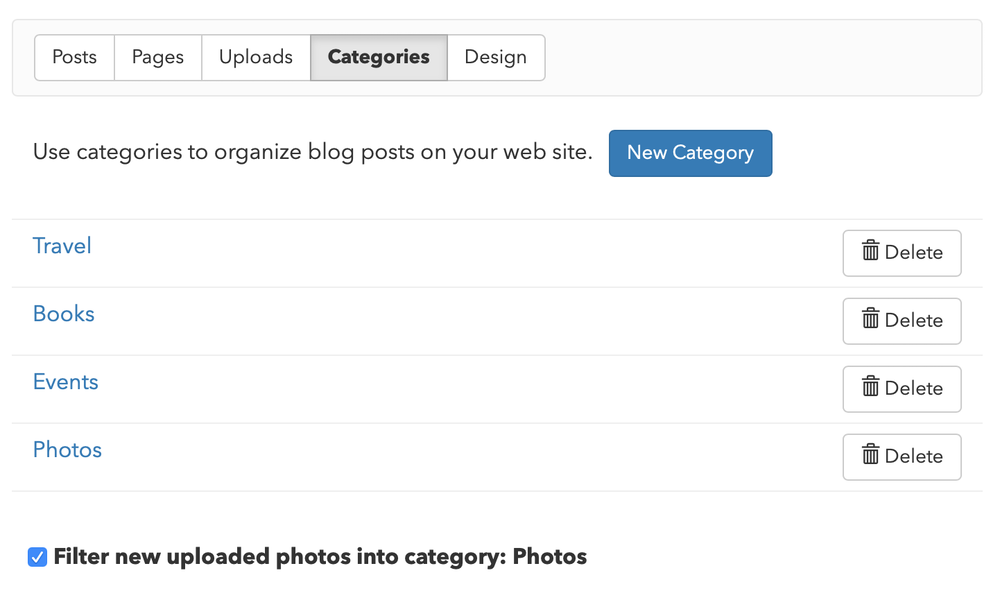 Posts Pages Uploads Categories Design
Use categories to organize blog posts on your web site. New Category
Travel Delete
Books Delete
Events Delete
Photos Delete
Filter new uploaded photos into category: Photos